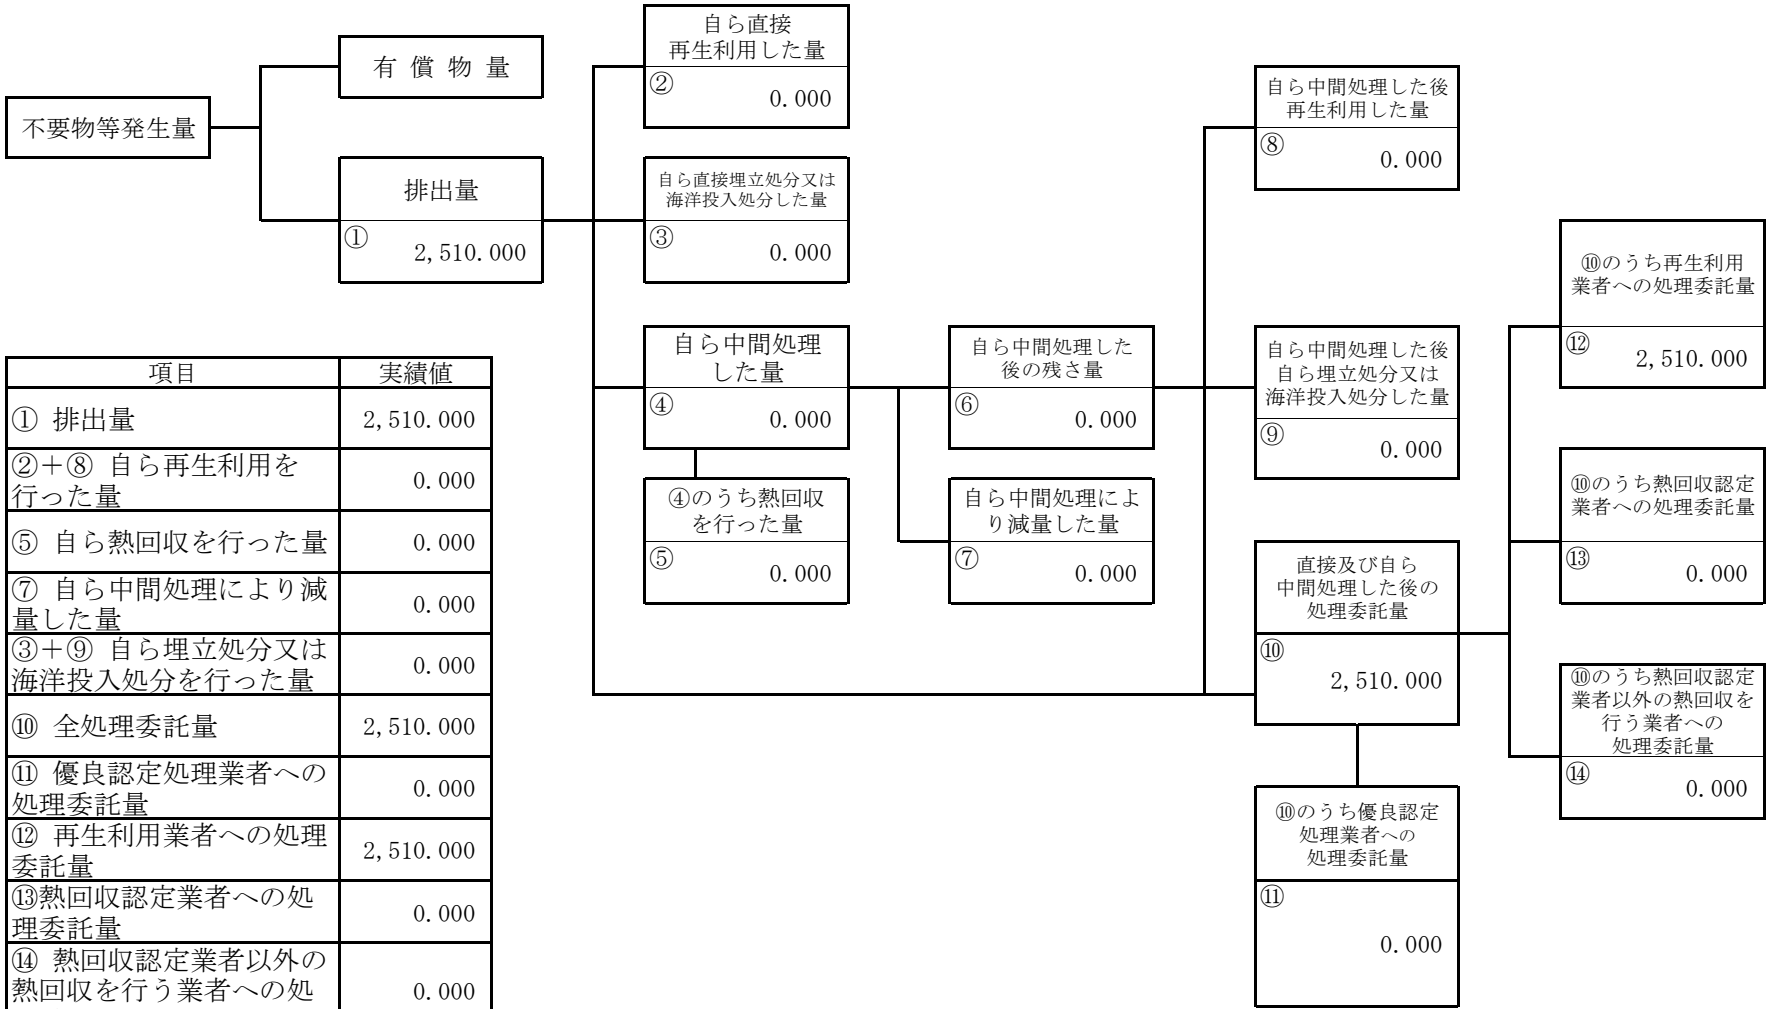 不要物等発生量
有 償 物 量
排出量
①
2,510.000
自ら直接
再生利用した量
②
0.000
自ら直接埋立処分又は
海洋投入処分した量
③
0.000
自ら中間処理
した量
④
0.000
④のうち熱回収
を行った量
⑤
0.000
自ら中間処理した
後の残さ量
⑥
0.000
自ら中間処理によ
り減量した量
⑦
0.000
自ら中間処理した後
再生利用した量
⑧
0.000
自ら中間処理した後
自ら埋立処分又は
海洋投入処分した量
⑨
0.000
直接及び自ら
中間処理した後の
処理委託量
⑩
2,510.000
⑩のうち優良認定
処理業者への
処理委託量
⑪
0.000
⑩のうち再生利用
業者への処理委託量
⑫
2,510.000
⑩のうち熱回収認定
業者への処理委託量
⑬
0.000
⑩のうち熱回収認定
業者以外の熱回収を
行う業者への
処理委託量
⑭
0.000
項目 実績値
① 排出量 2,510.000
②＋⑧ 自ら再生利用を
行った量 0.000
⑤ 自ら熱回収を行った量 0.000
⑦ 自ら中間処理により減
量した量 0.000
③＋⑨ 自ら埋立処分又は
海洋投入処分を行った量 0.000
⑩ 全処理委託量 2,510.000
⑪ 優良認定処理業者への
処理委託量 0.000
⑫ 再生利用業者への処理
委託量 2,510.000
⑬熱回収認定業者への処
理委託量 0.000
⑭ 熱回収認定業者以外の
熱回収を行う業者への処 0.000